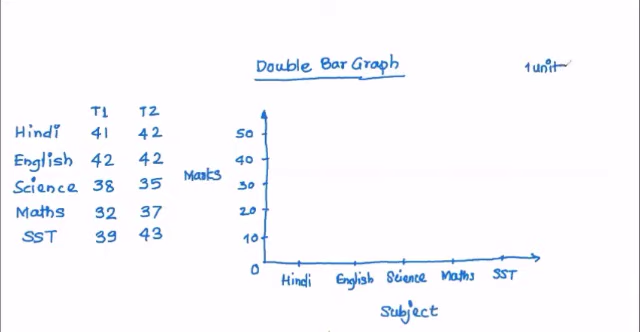 Double Bar Graph
1 unit
T1 T2
Hindi 41 42
English 42 42
Science 38 35
Maths 32 37
SST 39 43
Marks
50
40
30
20
10
0
Hindi English Science Maths SST
Subject